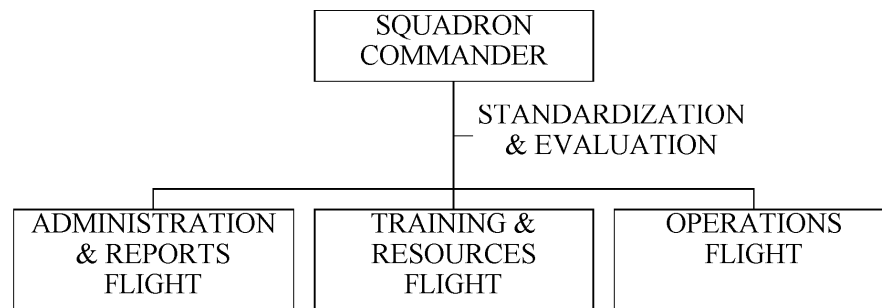 SQUADRON
COMMANDER
STANDARDIZATION
& EVALUATION
ADMINISTRATION
& REPORTS
FLIGHT
TRAINING &
RESOURCES
FLIGHT
OPERATIONS
FLIGHT